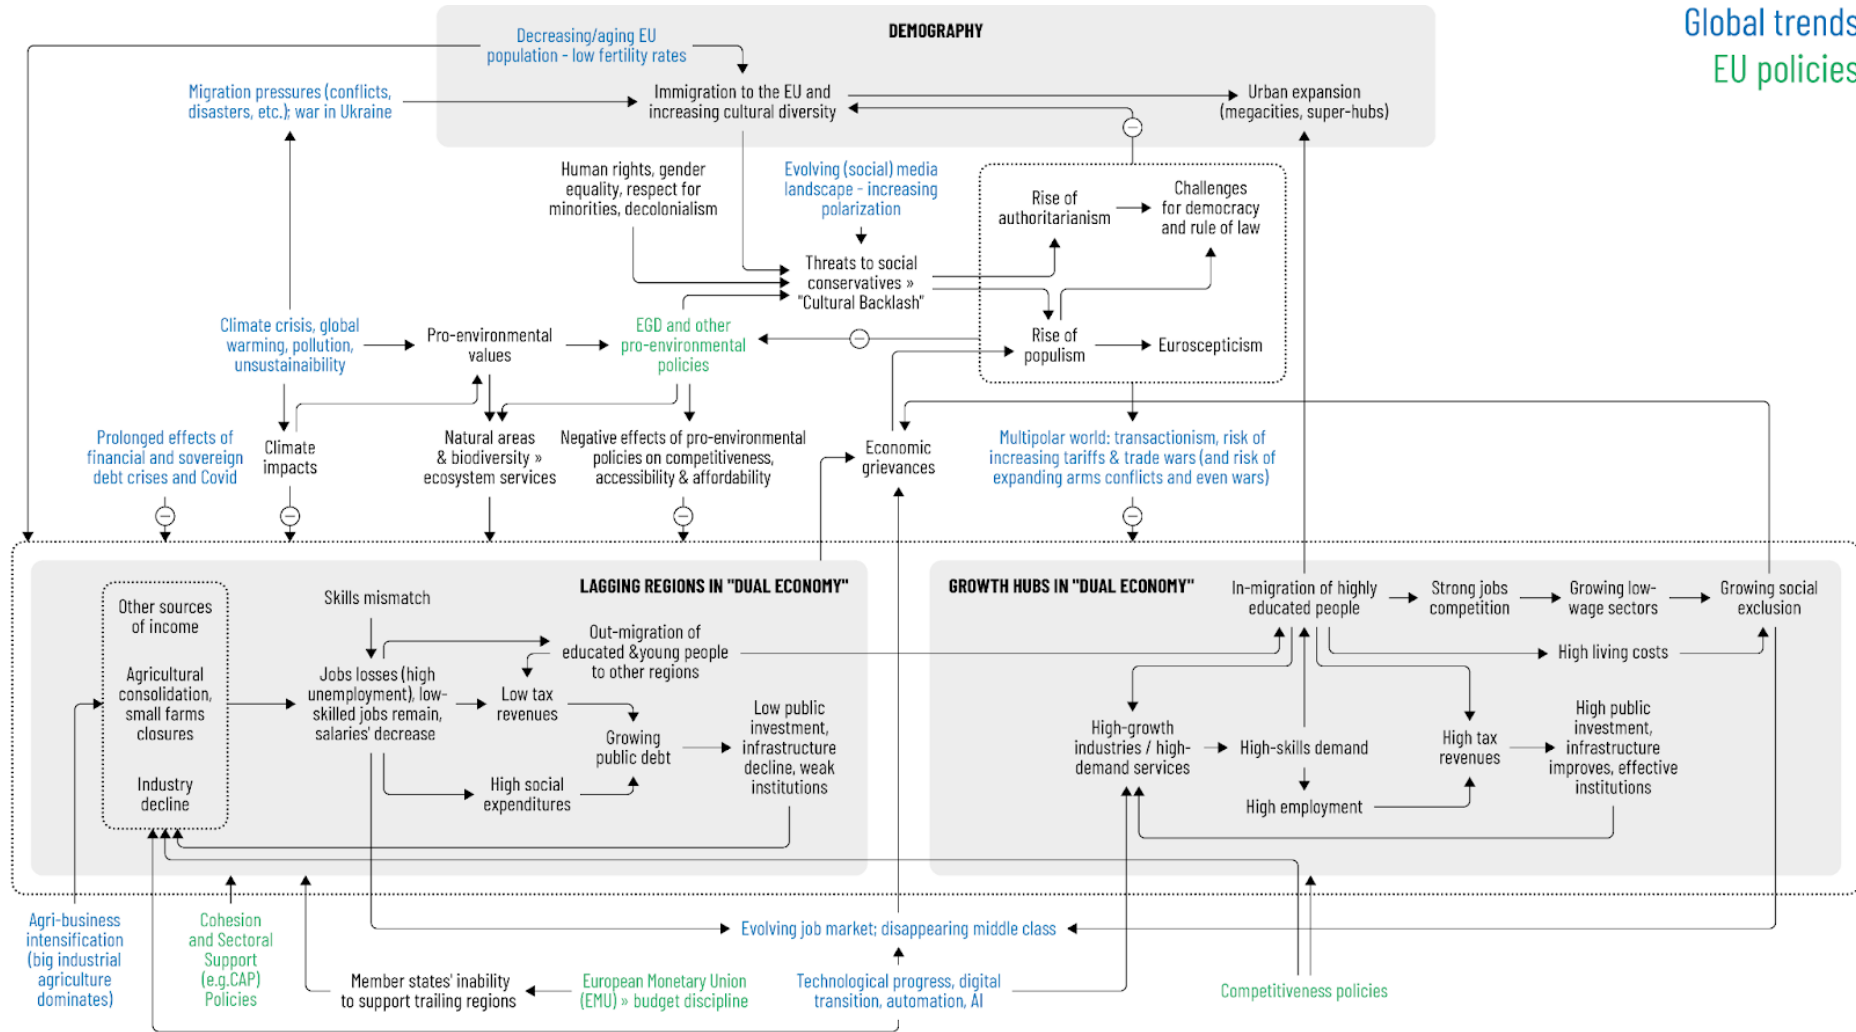 Global trends
EU policies
DEMOGRAPHY
Decreasing/aging EU
population - low fertility rates
Migration pressures (conflicts,
disasters, etc.); war in Ukraine
Immigration to the EU and
increasing cultural diversity
Urban expansion
(megacities, super-hubs)
Human rights, gender
equality, respect for
minorities, decolonialism
Evolving (social) media
landscape - increasing
polarization
Rise of
authoritarianism
Challenges
for democracy
and rule of law
Threats to social
conservatives »
"Cultural Backlash"
Climate crisis, global
warming, pollution,
unsustainaibility
Pro-environmental
values
EGD and other
pro-environmental
policies
Rise of
populism
Euroscepticism
Prolonged effects of
financial and sovereign
debt crises and Covid
Climate
impacts
Natural areas
& biodiversity »
ecosystem services
Negative effects of pro-environmental
policies on competitiveness,
accessibility & affordability
Economic
grievances
Multipolar world: transactionism, risk of
increasing tariffs & trade wars (and risk of
expanding arms conflicts and even wars)
LAGGING REGIONS IN "DUAL ECONOMY"
Other sources
of income
Agricultural
consolidation,
small farms
closures
Industry
decline
Skills mismatch
Jobs losses (high
unemployment), low-
skilled jobs remain,
salaries' decrease
Out-migration of
educated &young people
to other regions
Low tax
revenues
Growing
public debt
High social
expenditures
Low public
investment,
infrastructure
decline, weak
institutions
GROWTH HUBS IN "DUAL ECONOMY"
In-migration of highly
educated people
Strong jobs
competition
Growing low-
wage sectors
Growing social
exclusion
High living costs
High-growth
industries / high-
demand services
High-skills demand
High employment
High tax
revenues
High public
investment,
infrastructure
improves, effective
institutions
Agri-business
intensification
(big industrial
agriculture
dominates)
Cohesion
and Sectoral
Support
(e.g.CAP)
Policies
Evolving job market; disappearing middle class
Member states' inability
to support trailing regions
European Monetary Union
(EMU) » budget discipline
Technological progress, digital
transition, automation, AI
Competitiveness policies